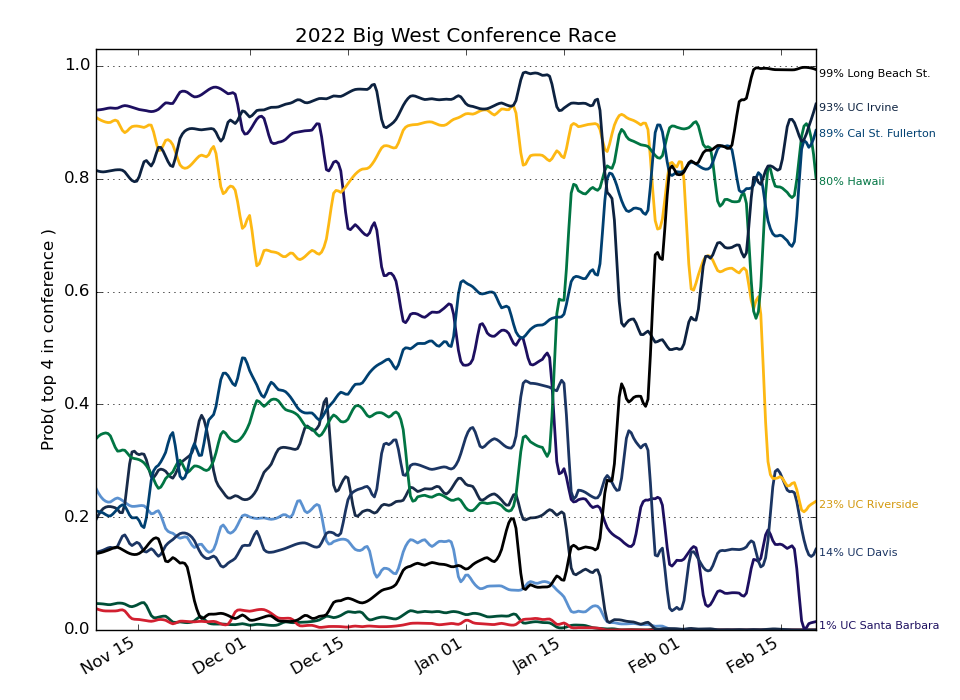 2022 Big West Conference Race
Prob( top 4 in conference )
1.0
0.8
0.6
0.4
0.2
0.0
Nov 15
Dec 01
Dec 15
Jan 01
Jan 15
Feb 01
Feb 15
99% Long Beach St.
93% UC Irvine
89% Cal St. Fullerton
80% Hawaii
23% UC Riverside
14% UC Davis
1% UC Santa Barbara